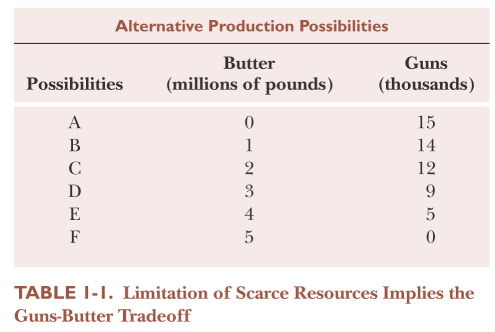 Alternative Production Possibilities
Butter Guns
Possibilities (millions of pounds) (thousands)
A 0 15
B 1 14
C 2 12
D 3 9
E 4 5
F 5 0
TABLE 1-1. Limitation of Scarce Resources Implies the
Guns-Butter Tradeoff